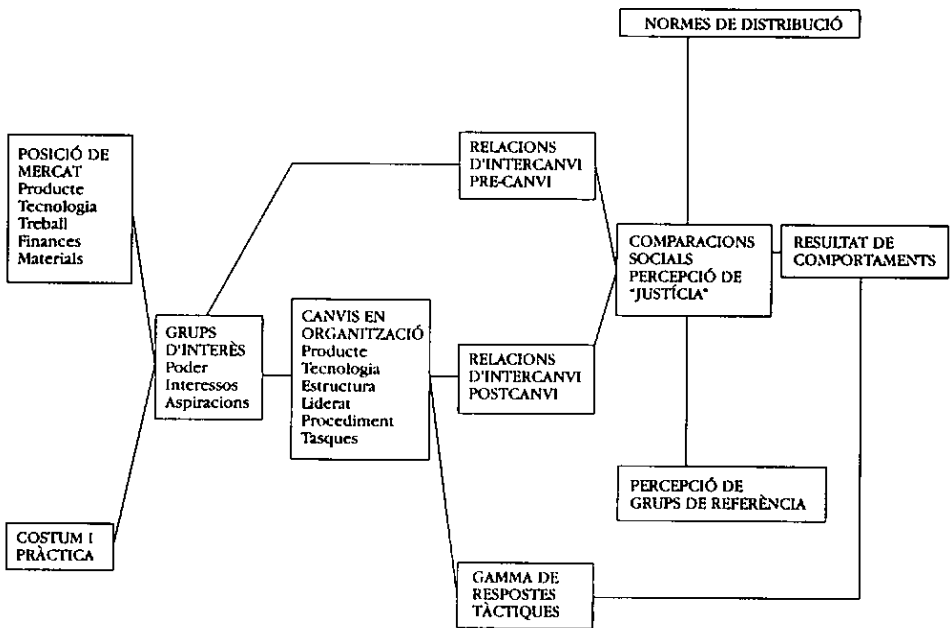 NORMES DE DISTRIBUCIÓ
POSICIÓ DE
MERCAT
Producte
Tecnologia
Treball
Finances
Materials
RELACIONS
D'INTERCANVI
PRE-CANVI
COMPARACIONS
SOCIALS
PERCEPCIÓ DE
"JUSTÍCIA"
RESULTAT DE
COMPORTAMENTS
GRUPS
D'INTERÈS
Poder
Interessos
Aspiracions
CANVIS EN
ORGANITZACIÓ
Producte
Tecnologia
Estructura
Liderat
Procediment
Tasques
RELACIONS
D'INTERCANVI
POSTCANVI
PERCEPCIÓ DE
GRUPS DE REFERÈNCIA
COSTUM I
PRÀCTICA
GAMMA DE
RESPOSTES
TÀCTIQUES